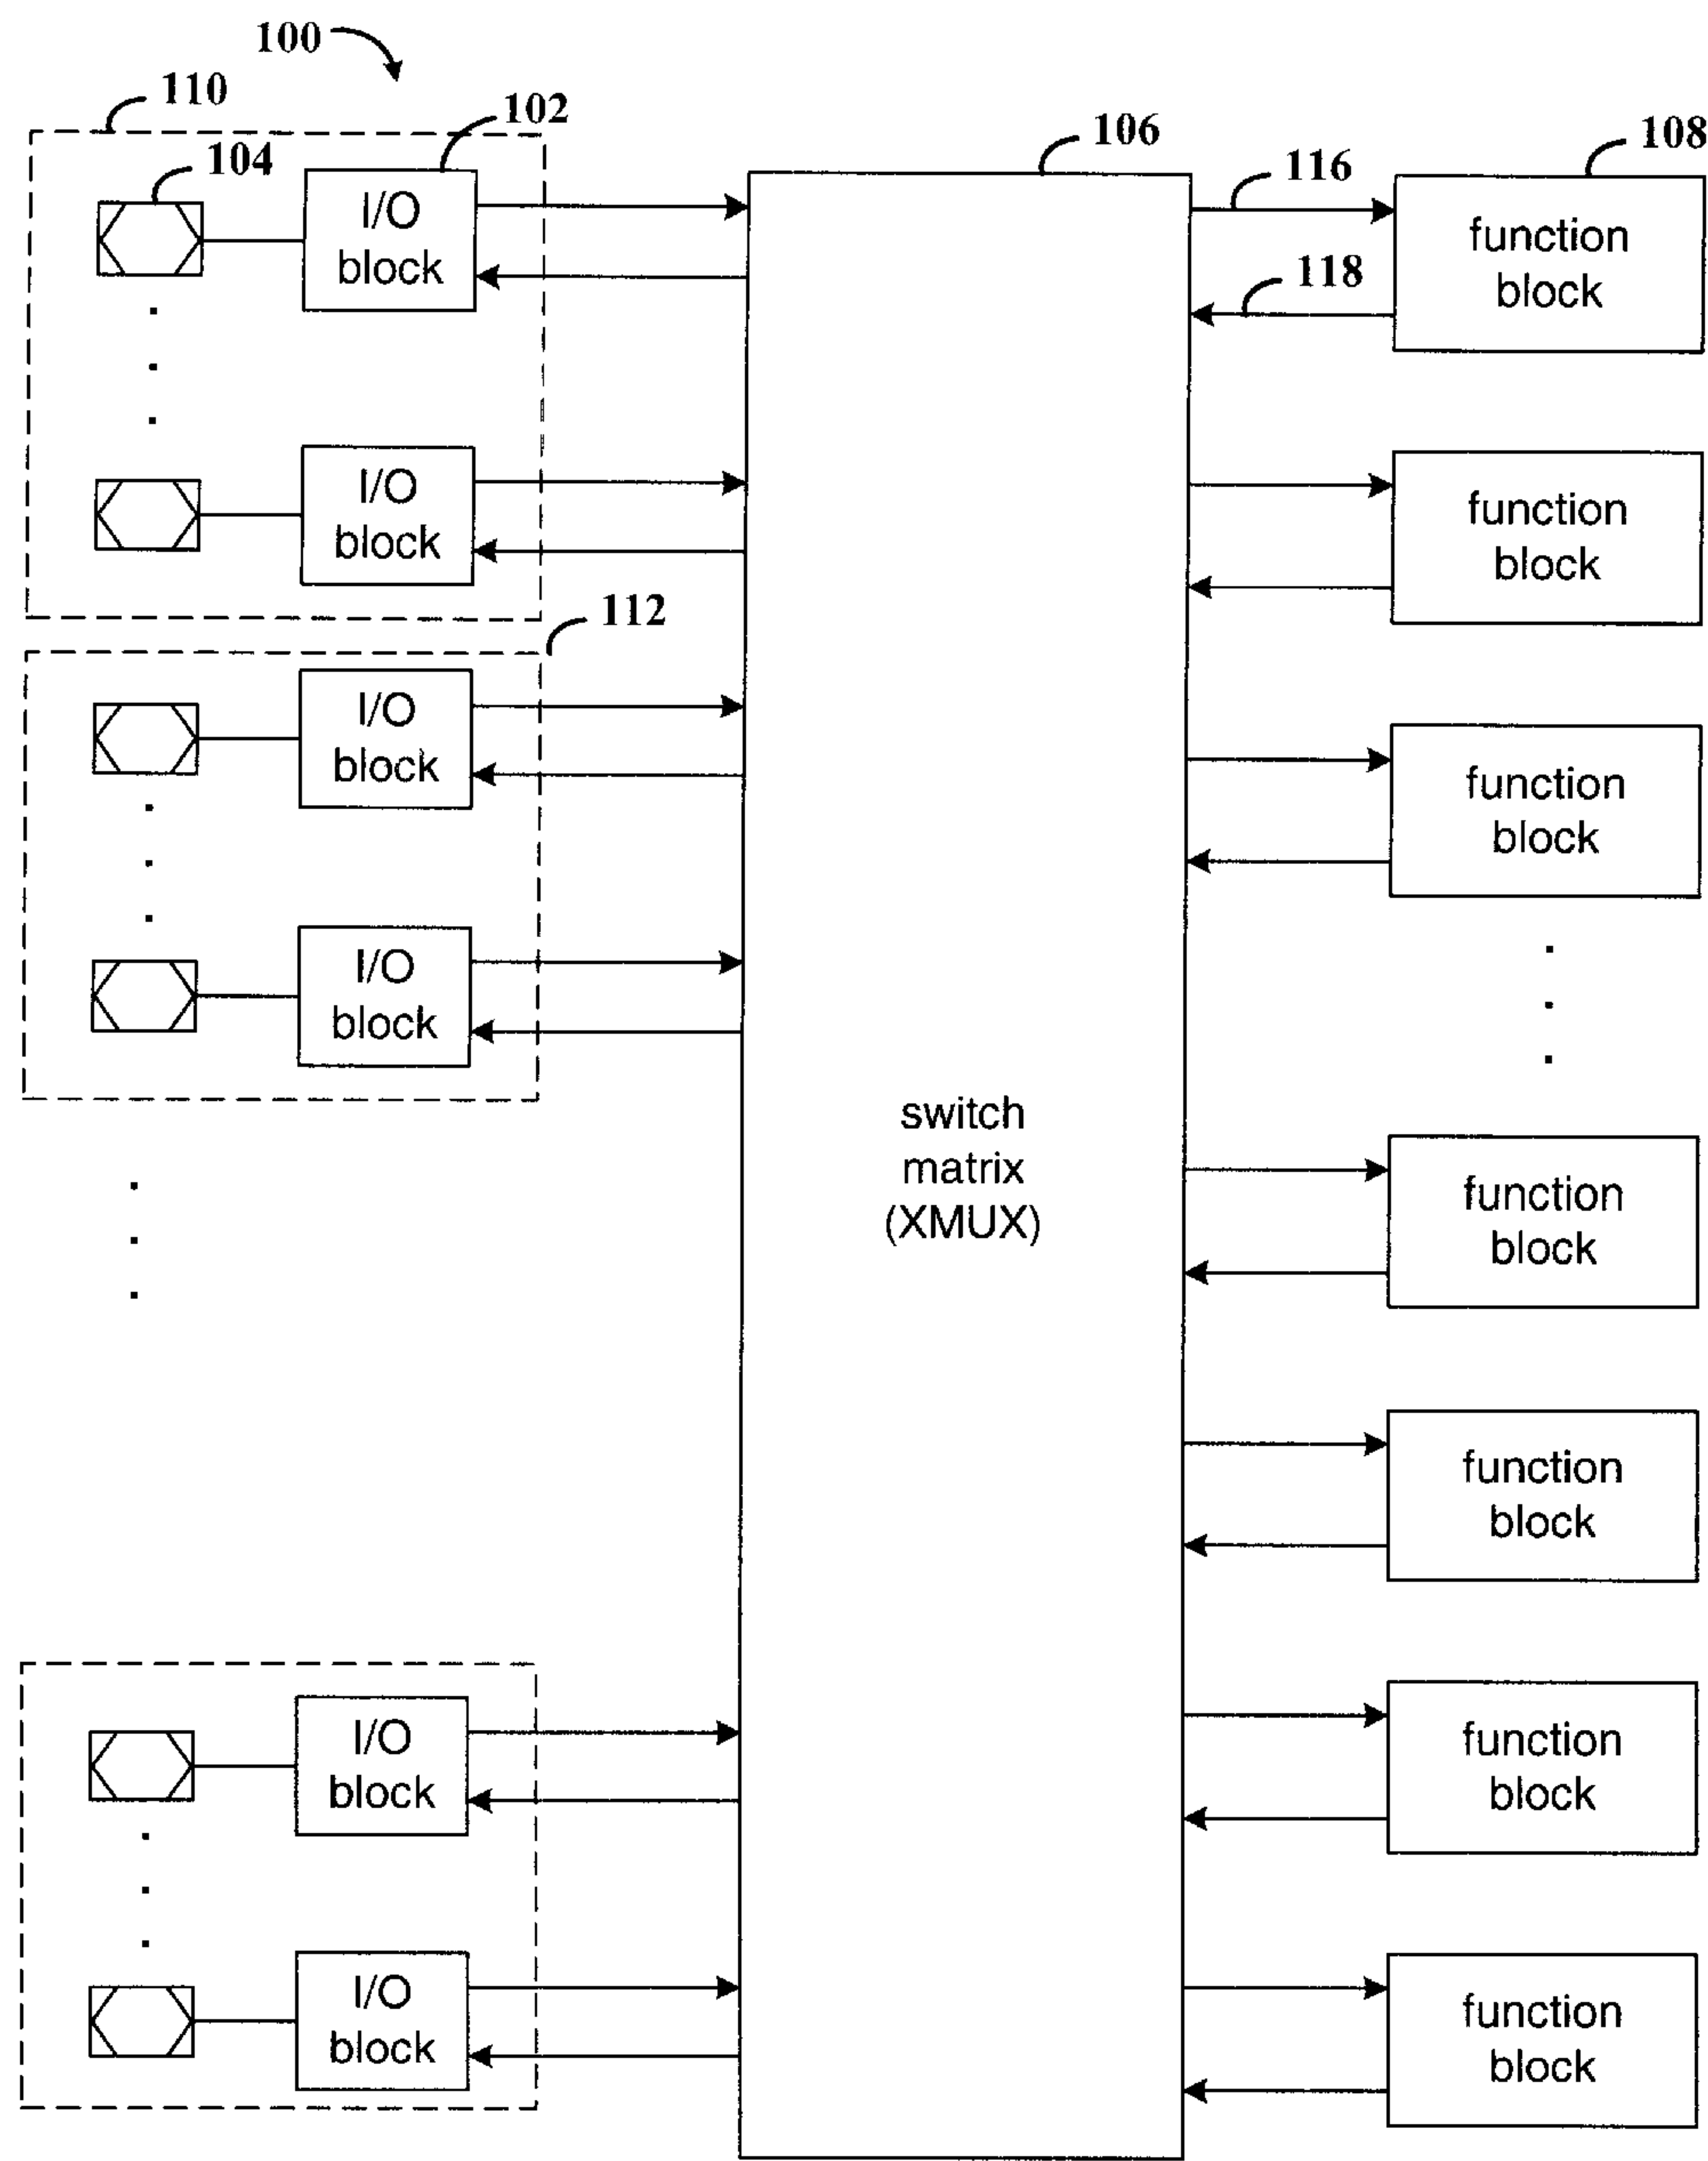 100
110
102
104
106
116
108
118
I/O
block
function
block
I/O
block
function
block
112
I/O
block
function
block
I/O
block
switch
matrix
(XMUX)
function
block
function
block
I/O
block
function
block
I/O
block
function
block